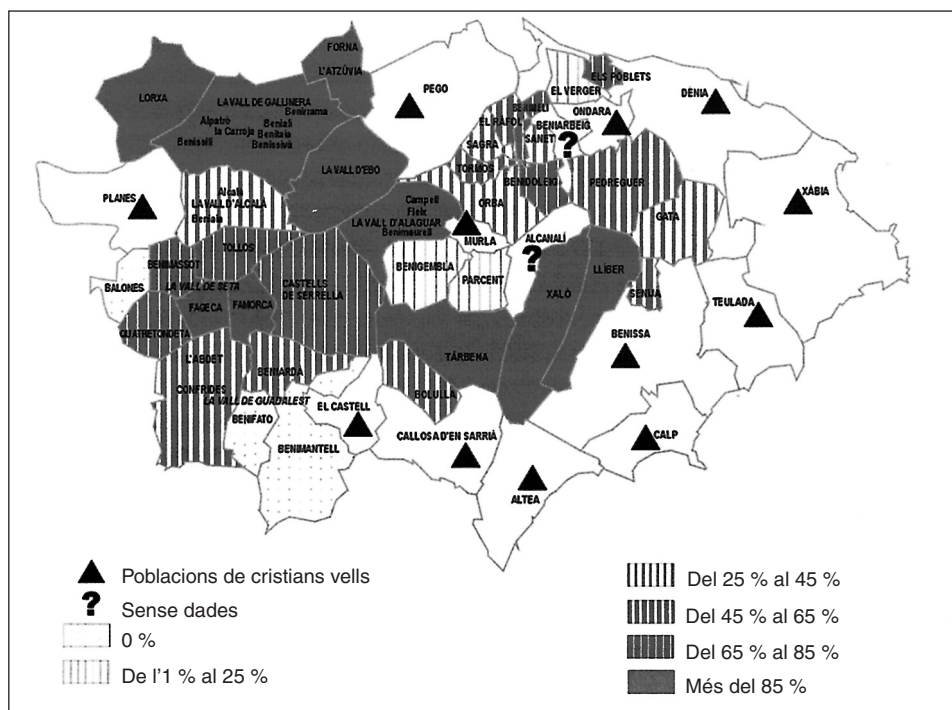 FORNA
L'ATZÚVIA
LORXA
PEGO
ELS POBLETS
EL VERGER
DÉNIA
LA VALL DE GALLINERA
Benirrama
Alpatrò
la Carroja
Beniali
Benitaia
Benissili
Benissivà
ONDARA
EL RÀFOL
BENIARBEIG
SANET
?
SAGRA
LA VALL D'EBO
TORMOS
BENIDOLEIG
PEDREGUER
XÀBIA
PLANES
Alcalà
LA VALL D'ALCALÀ
Beniaia
Campell
Fleix
LA VALL D'ALAGUAR
Benimaurell
ORBA
GATA
MURLA
ALCANALÍ
?
TOLLOS
BENIMASSOT
BALONES
LA VALL DE SETA
CASTELLS
DE SERRELLA
BENIGEMBLA
PARCENT
LLÍBER
XALÓ
SENIJA
FAGECA
FAMORCA
TEULADA
QUATRETONDETA
BENISSA
L'ABDET
BENIARDÀ
TÀRBENA
CONFRIDES
LA VALL DE GUADALEST
BOLULLA
EL CASTELL
BENIFATO
CALLOSA D'EN SARRIÀ
CALP
BENIMANTELL
ALTEA
Poblacions de cristians vells
? Sense dades
0 %
De l'1 % al 25 %
Del 25 % al 45 %
Del 45 % al 65 %
Del 65 % al 85 %
Més del 85 %